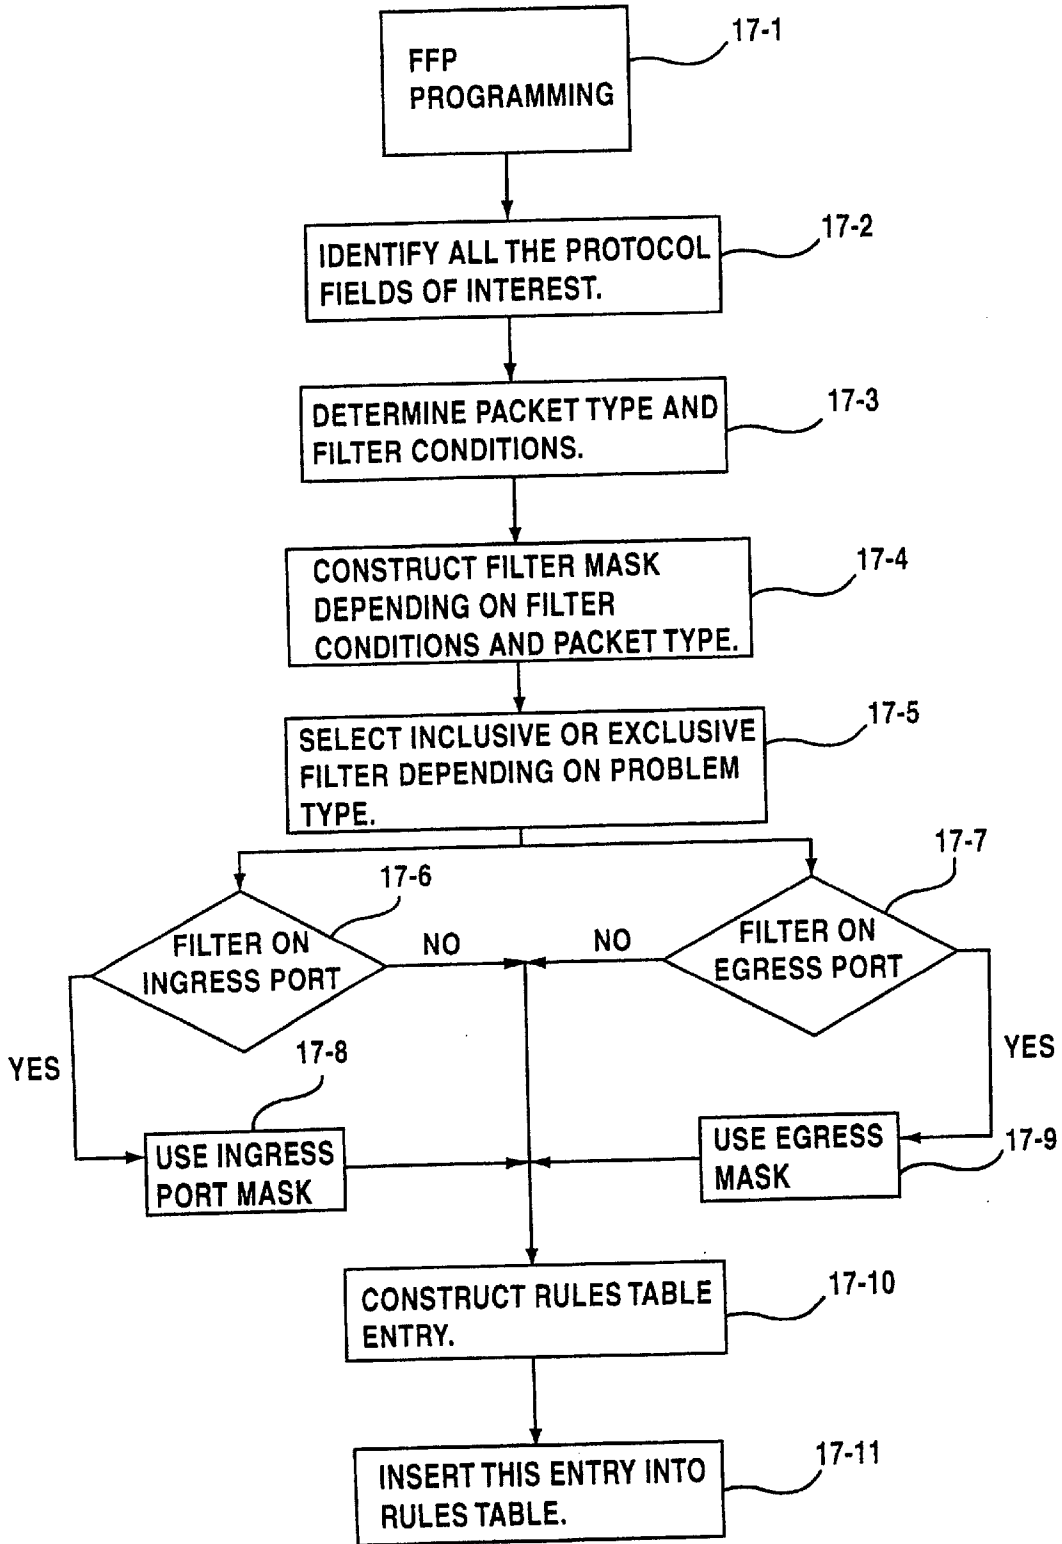 17-1
FFP
PROGRAMMING
17-2
IDENTIFY ALL THE PROTOCOL
FIELDS OF INTEREST.
17-3
DETERMINE PACKET TYPE AND
FILTER CONDITIONS.
17-4
CONSTRUCT FILTER MASK
DEPENDING ON FILTER
CONDITIONS AND PACKET TYPE.
17-5
SELECT INCLUSIVE OR EXCLUSIVE
FILTER DEPENDING ON PROBLEM
TYPE.
17-6
17-7
FILTER ON
INGRESS PORT
NO
NO
FILTER ON
EGRESS PORT
YES
YES
17-8
USE INGRESS
PORT MASK
USE EGRESS
MASK
17-9
17-10
CONSTRUCT RULES TABLE
ENTRY.
17-11
INSERT THIS ENTRY INTO
RULES TABLE.